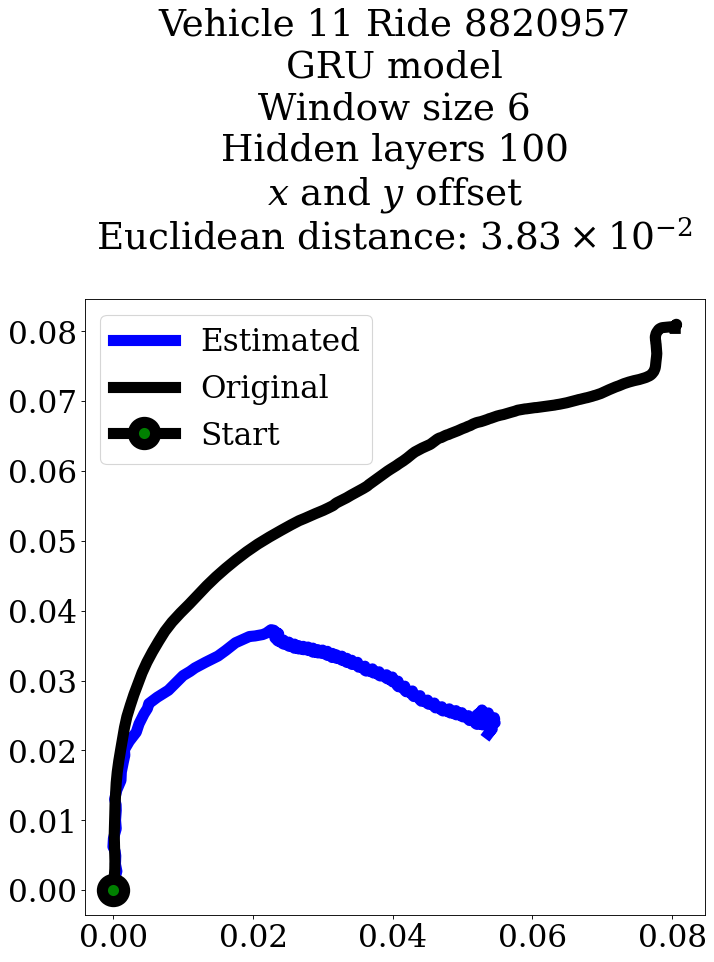 Vehicle 11 Ride 8820957
GRU model
Window size 6
Hidden layers 100
x and y offset
Euclidean distance: 3.83 × 10⁻²
Estimated
Original
Start
0.08
0.07
0.06
0.05
0.04
0.03
0.02
0.01
0.00
0.00 0.02 0.04 0.06 0.08